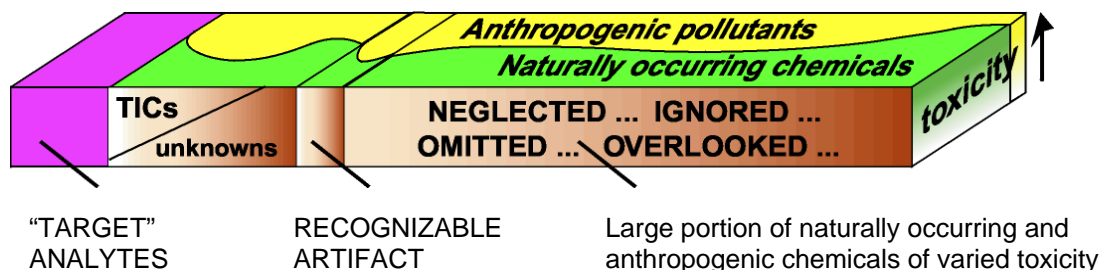 Anthropogenic pollutants
Naturally occurring chemicals
toxicity
TICs
unknowns
NEGLECTED ... IGNORED ...
OMITTED ... OVERLOOKED ...
“TARGET”
ANALYTES
RECOGNIZABLE
ARTIFACT
Large portion of naturally occurring and
anthropogenic chemicals of varied toxicity